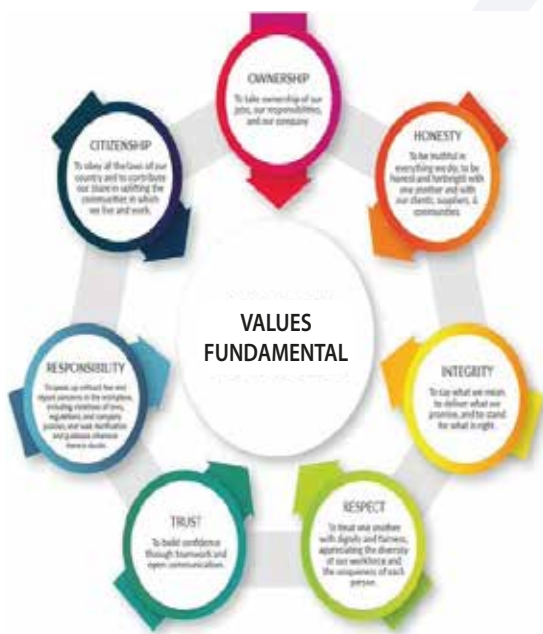 OWNERSHIP
To take ownership of our
jobs, our responsibilities,
and our company
HONESTY
To be truthful in
everything we do, to be
honest and forthright with
one another and with
our clients, suppliers, &
communities.
INTEGRITY
To say what we mean,
to deliver what we
promise, and to stand
for what is right.
RESPECT
To treat one another
with dignity and fairness,
appreciating the diversity
of our workforce and
the uniqueness of each
person.
TRUST
To build confidence
through teamwork and
open communication.
RESPONSIBILITY
To speak up without fear and
report concerns in the workplace,
including violations of laws,
regulations and company
policies, and seek clarification
and guidance whenever
there is doubt.
CITIZENSHIP
To obey all the laws of our
country and to contribute
our share in uplifting the
communities in which
we live and work.
VALUES
FUNDAMENTAL